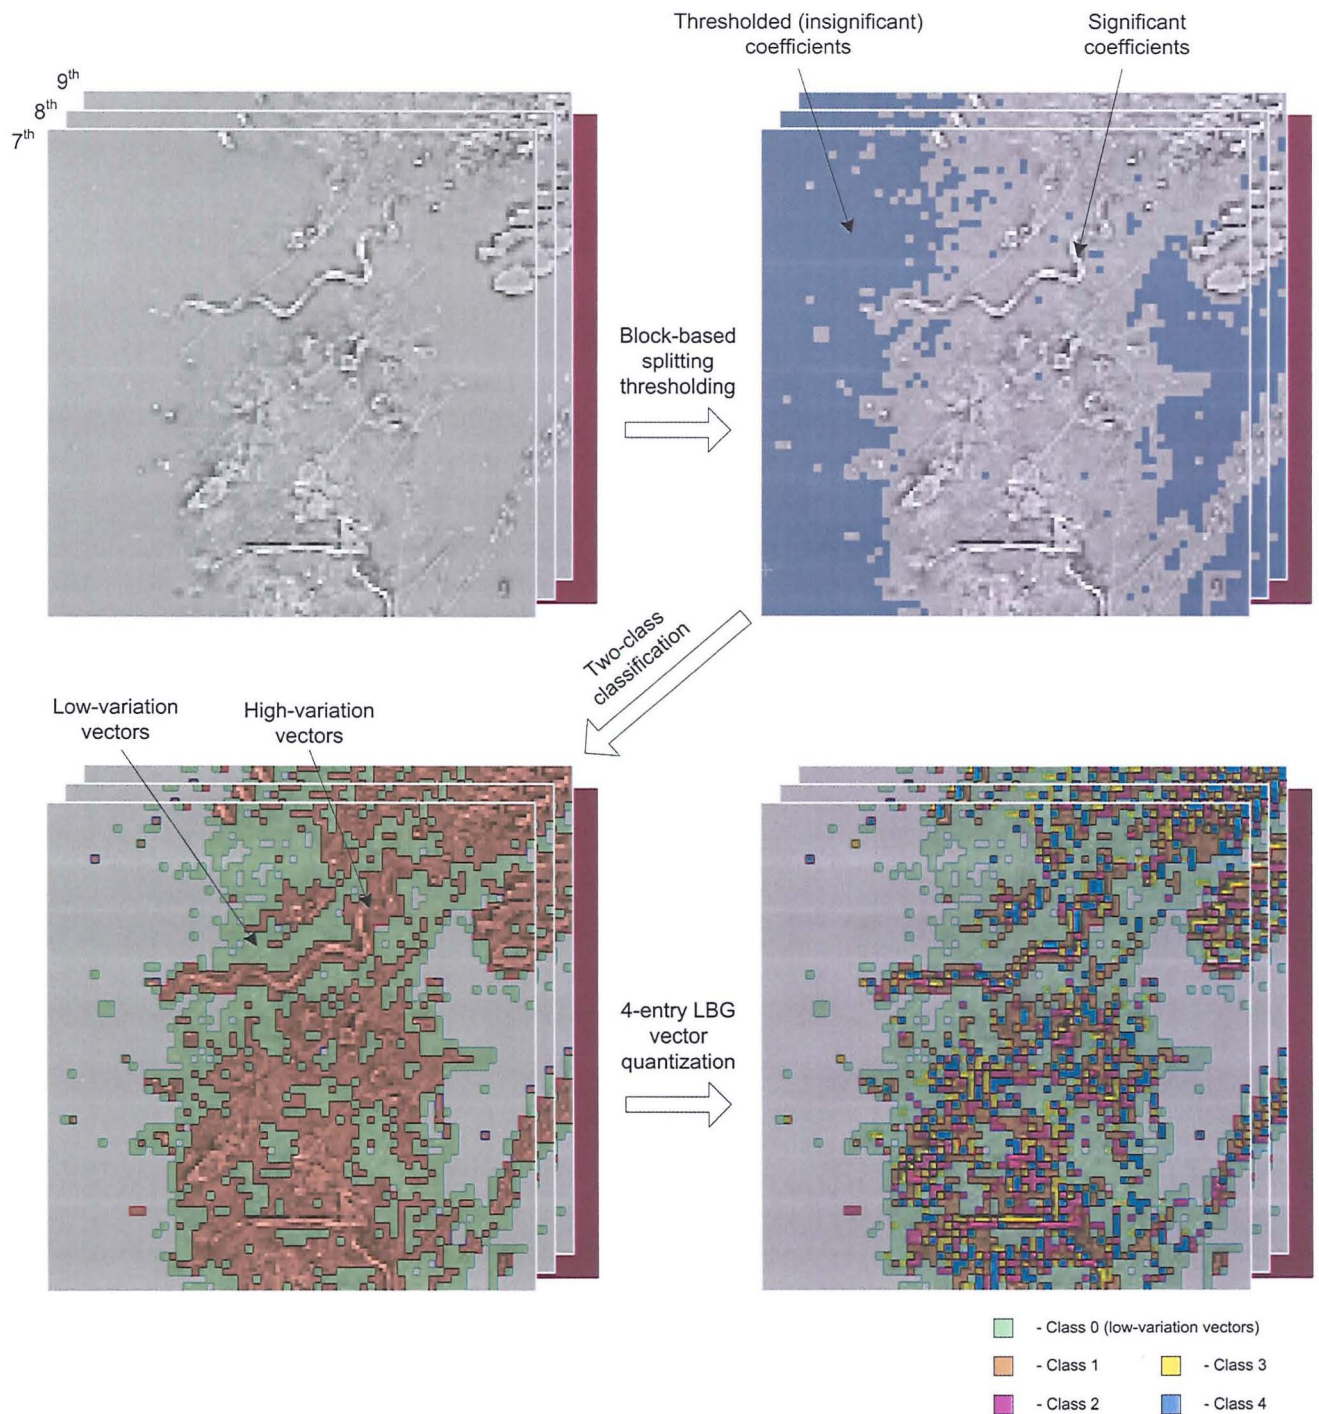 Thresholded (insignificant)
coefficients
Significant
coefficients
9th
8th
7th
Block-based
splitting
thresholding
Two-class
classification
Low-variation
vectors
High-variation
vectors
4-entry LBG
vector
quantization
- Class 0 (low-variation vectors)
- Class 1
- Class 3
- Class 2
- Class 4